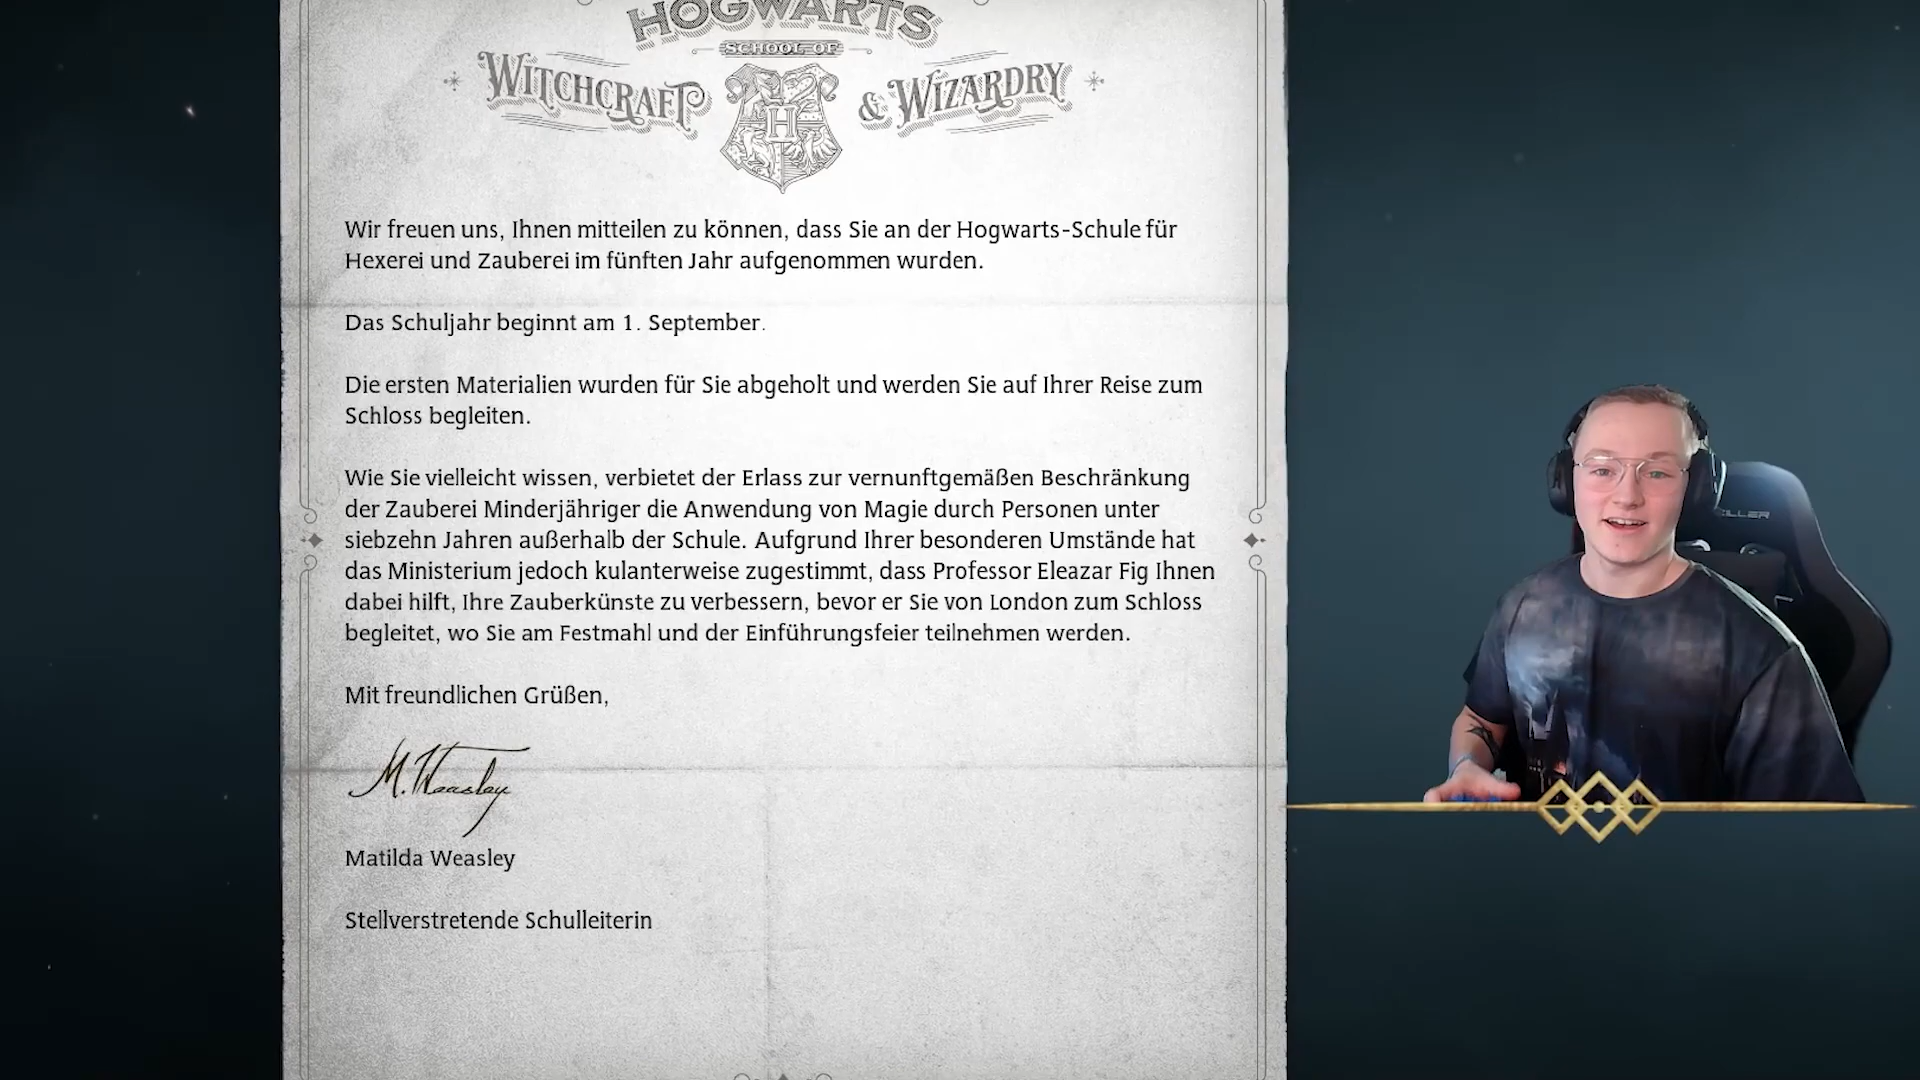 HOGWARTS
SCHOOL OF
WITCHCRAFT & WIZARDRY
H
Wir freuen uns, Ihnen mitteilen zu können, dass Sie an der Hogwarts-Schule für
Hexerei und Zauberei im fünften Jahr aufgenommen wurden.
Das Schuljahr beginnt am 1. September.
Die ersten Materialien wurden für Sie abgeholt und werden Sie auf Ihrer Reise zum
Schloss begleiten.
Wie Sie vielleicht wissen, verbietet der Erlass zur vernunftgemäßen Beschränkung
der Zauberei Minderjähriger die Anwendung von Magie durch Personen unter
siebzehn Jahren außerhalb der Schule. Aufgrund Ihrer besonderen Umstände hat
das Ministerium jedoch kulanterweise zugestimmt, dass Professor Eleazar Fig Ihnen
dabei hilft, Ihre Zauberkünste zu verbessern, bevor er Sie von London zum Schloss
begleitet, wo Sie am Festmahl und der Einführungsfeier teilnehmen werden.
Mit freundlichen Grüßen,
M. Weasley
Matilda Weasley
Stellverstretende Schulleiterin